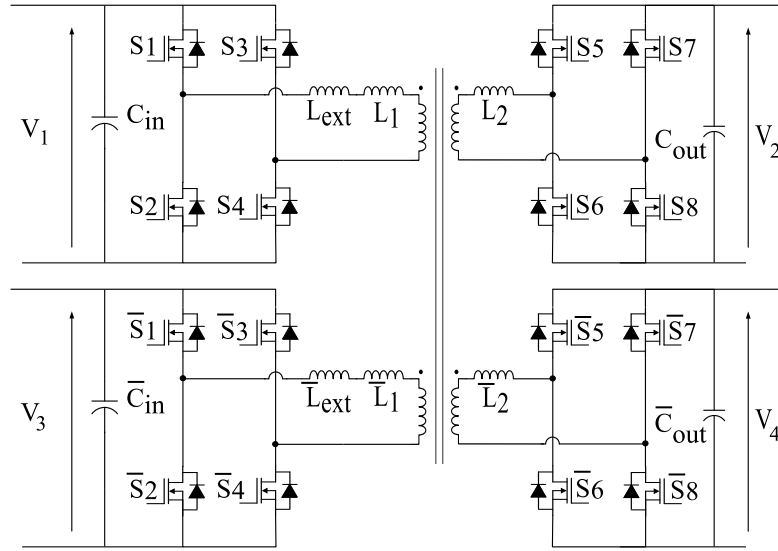 S1 S3 S5 S7
V1 Cin Lext L1 L2 Cout V2
S2 S4 S6 S8
S̅1 S̅3 S̅5 S̅7
V3 C̅in L̅ext L̅1 L̅2 C̅out V4
S̅2 S̅4 S̅6 S̅8